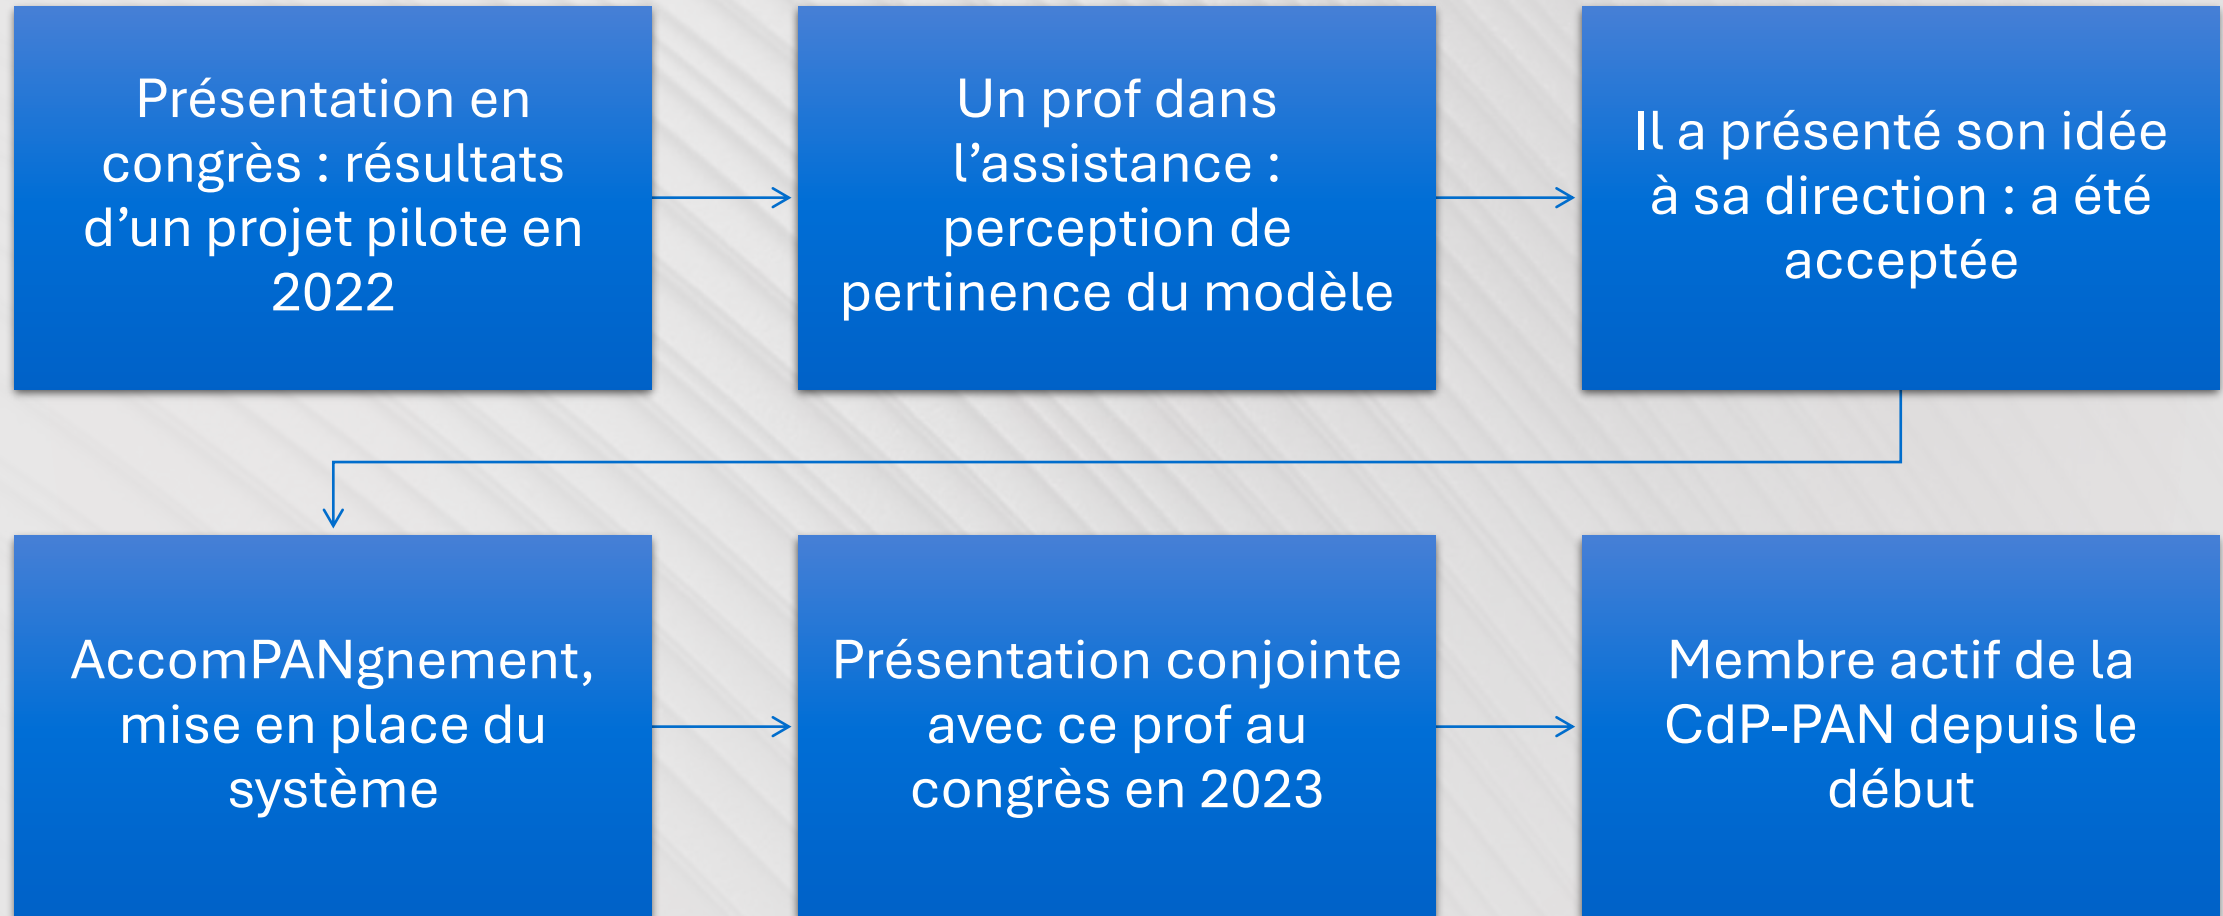 Présentation en
congrès : résultats
d’un projet pilote en
2022
Un prof dans
l’assistance :
perception de
pertinence du modèle
Il a présenté son idée
à sa direction : a été
acceptée
AccomPANgnement,
mise en place du
système
Présentation conjointe
avec ce prof au
congrès en 2023
Membre actif de la
CdP-PAN depuis le
début